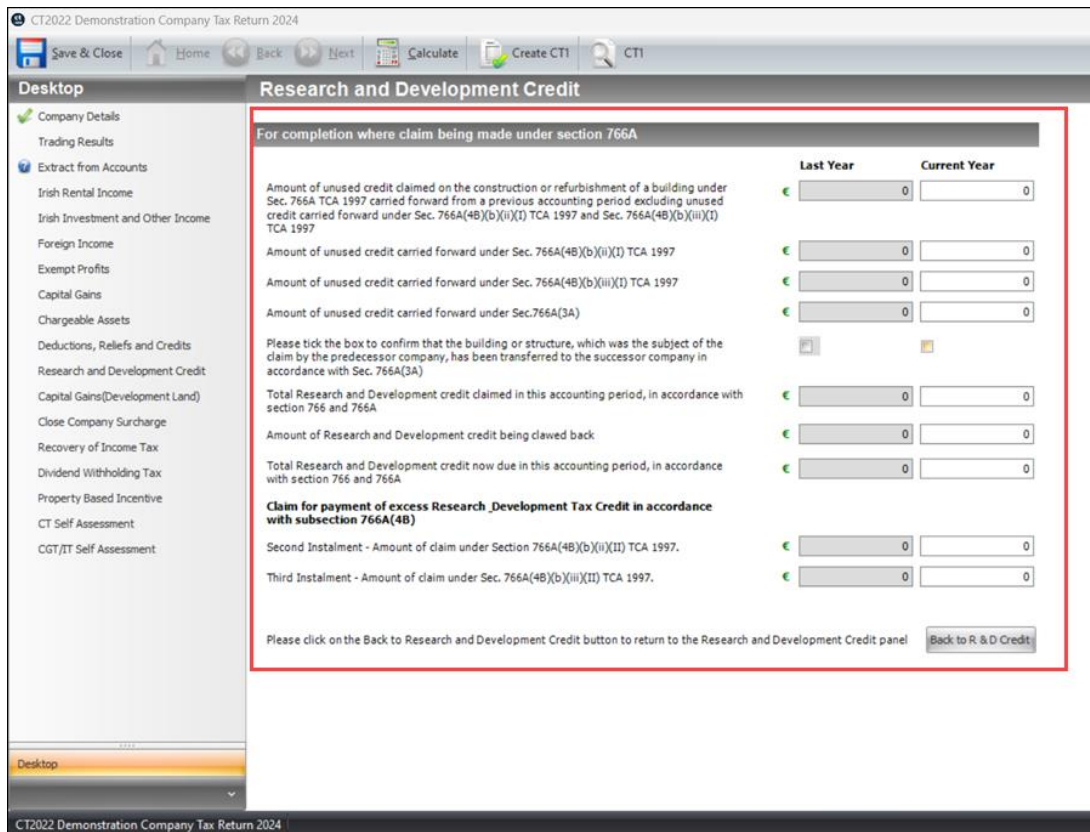 CT2022 Demonstration Company Tax Return 2024
Save & Close Home Back Next Calculate Create CT1 CT1
Desktop
Company Details
Trading Results
Extract from Accounts
Irish Rental Income
Irish Investment and Other Income
Foreign Income
Exempt Profits
Capital Gains
Chargeable Assets
Deductions, Reliefs and Credits
Research and Development Credit
Capital Gains(Development Land)
Close Company Surcharge
Recovery of Income Tax
Dividend Withholding Tax
Property Based Incentive
CT Self Assessment
CGT/IT Self Assessment
Desktop
Research and Development Credit
For completion where claim being made under section 766A
Last Year Current Year
Amount of unused credit claimed on the construction or refurbishment of a building under € 0 0
Sec. 766A TCA 1997 carried forward from a previous accounting period excluding unused
credit carried forward under Sec. 766A(4B)(b)(ii)(I) TCA 1997 and Sec. 766A(4B)(b)(iii)(I)
TCA 1997
Amount of unused credit carried forward under Sec. 766A(4B)(b)(ii)(I) TCA 1997 € 0 0
Amount of unused credit carried forward under Sec. 766A(4B)(b)(iii)(I) TCA 1997 € 0 0
Amount of unused credit carried forward under Sec.766A(3A) € 0 0
Please tick the box to confirm that the building or structure, which was the subject of the
claim by the predecessor company, has been transferred to the successor company in
accordance with Sec. 766A(3A)
Total Research and Development credit claimed in this accounting period, in accordance with € 0 0
section 766 and 766A
Amount of Research and Development credit being clawed back € 0 0
Total Research and Development credit now due in this accounting period, in accordance € 0 0
with section 766 and 766A
Claim for payment of excess Research _Development Tax Credit in accordance
with subsection 766A(4B)
Second Instalment - Amount of claim under Section 766A(4B)(b)(ii)(II) TCA 1997. € 0 0
Third Instalment - Amount of claim under Sec. 766A(4B)(b)(iii)(II) TCA 1997. € 0 0
Please click on the Back to Research and Development Credit button to return to the Research and Development Credit panel Back to R & D Credit
CT2022 Demonstration Company Tax Return 2024